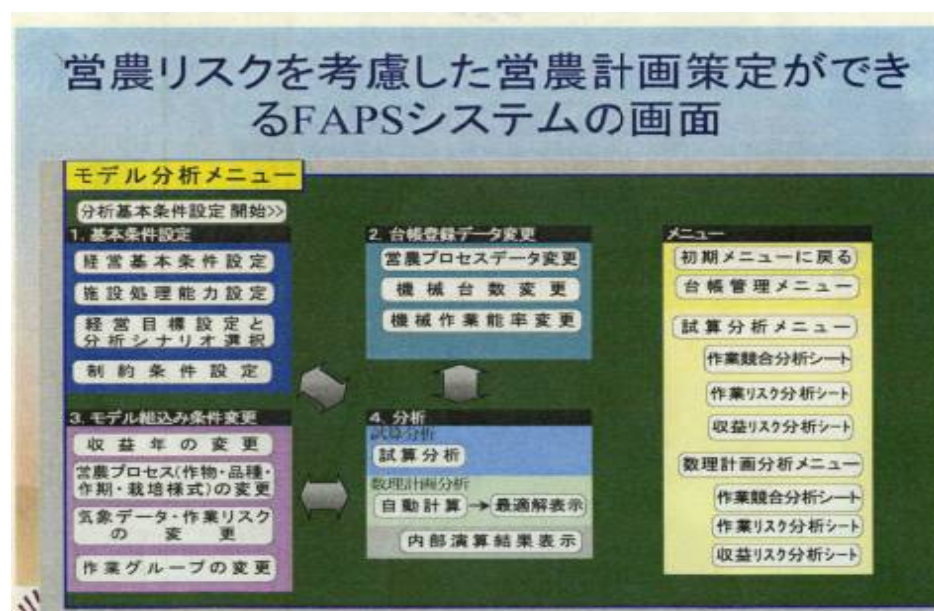 営農リスクを考慮した営農計画策定ができ
るFAPSシステムの画面
モデル分析メニュー
分析基本条件設定 開始>>
1. 基本条件設定
経営基本条件設定
施設処理能力設定
経営目標設定と
分析シナリオ選択
制約条件設定
2. 台帳登録データ変更
営農プロセスデータ変更
機械台数変更
機械作業能率変更
3. モデル組込み条件変更
収益年の変更
営農プロセス(作物・品種・
作期・栽培様式)の変更
気象データ・作業リスク
の変更
作業グループの変更
4. 分析
試算分析
試算分析
数理計画分析
自動計算→最適解表示
内部演算結果表示
メニュー
初期メニューに戻る
台帳管理メニュー
試算分析メニュー
作業競合分析シート
作業リスク分析シート
収益リスク分析シート
数理計画分析メニュー
作業競合分析シート
作業リスク分析シート
収益リスク分析シート